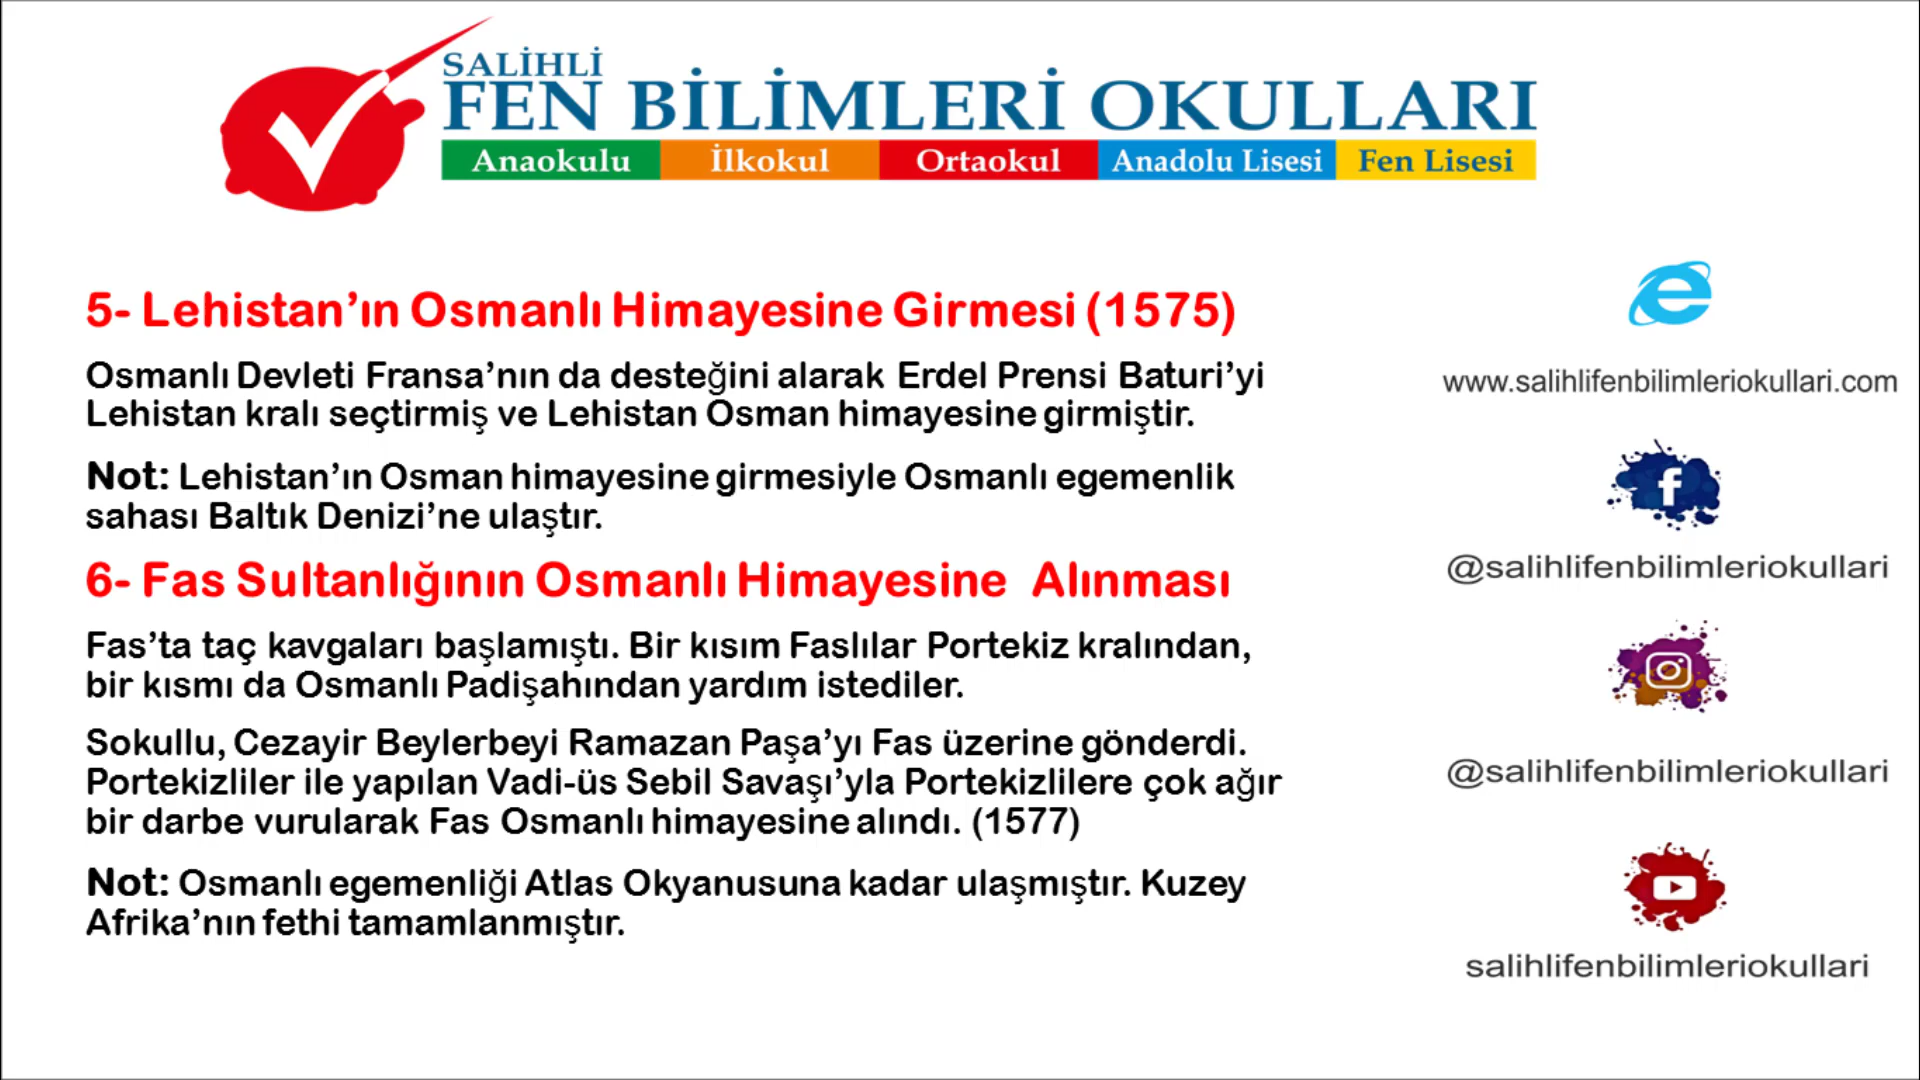 SALİHLİ
FEN BİLİMLERİ OKULLARI
Anaokulu İlkokul Ortaokul Anadolu Lisesi Fen Lisesi
5- Lehistan’ın Osmanlı Himayesine Girmesi (1575)
Osmanlı Devleti Fransa’nın da desteğini alarak Erdel Prensi Baturi’yi
Lehistan kralı seçtirmiş ve Lehistan Osman himayesine girmiştir.
Not: Lehistan’ın Osman himayesine girmesiyle Osmanlı egemenlik
sahası Baltık Denizi’ne ulaştır.
6- Fas Sultanlığının Osmanlı Himayesine Alınması
Fas’ta taç kavgaları başlamıştı. Bir kısım Faslılar Portekiz kralından,
bir kısmı da Osmanlı Padişahından yardım istediler.
Sokullu, Cezayir Beylerbeyi Ramazan Paşa’yı Fas üzerine gönderdi.
Portekizliler ile yapılan Vadi-üs Sebil Savaşı’yla Portekizlilere çok ağır
bir darbe vurularak Fas Osmanlı himayesine alındı. (1577)
Not: Osmanlı egemenliği Atlas Okyanusuna kadar ulaşmıştır. Kuzey
Afrika’nın fethi tamamlanmıştır.
www.salihlifenbilimleriokullari.com
@salihlifenbilimleriokullari
@salihlifenbilimleriokullari
salihlifenbilimleriokullari